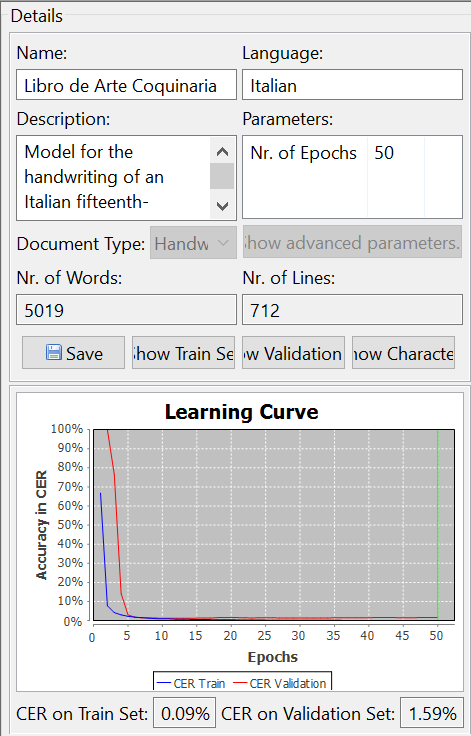 Details
Name: Language:
Libro de Arte Coquinaria Italian
Description: Parameters:
Model for the Nr. of Epochs 50
handwriting of an
Italian fifteenth-
Document Type: Handw how advanced parameters.
Nr. of Words: Nr. of Lines:
5019 712
Save how Train Se ow Validation how Characte
Learning Curve
100%
90%
80%
70%
60%
50%
40%
30%
20%
10%
0%
Accuracy in CER
0 5 10 15 20 25 30 35 40 45 50
Epochs
CER Train CER Validation
CER on Train Set: 0.09% CER on Validation Set: 1.59%